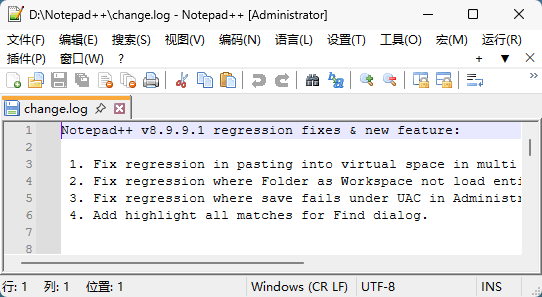 D:\Notepad++\change.log - Notepad++ [Administrator]
文件(F) 编辑(E) 搜索(S) 视图(V) 编码(N) 语言(L) 设置(T) 工具(O) 宏(M) 运行(R)
插件(P) 窗口(W) ? + ▼ ×
change.log
1 Notepad++ v8.9.9.1 regression fixes & new feature:
2
3 1. Fix regression in pasting into virtual space in multi
4 2. Fix regression where Folder as Workspace not load enti
5 3. Fix regression where save fails under UAC in Administr
6 4. Add highlight all matches for Find dialog.
7
8
行: 1 列: 1 位置: 1 Windows (CR LF) UTF-8 INS